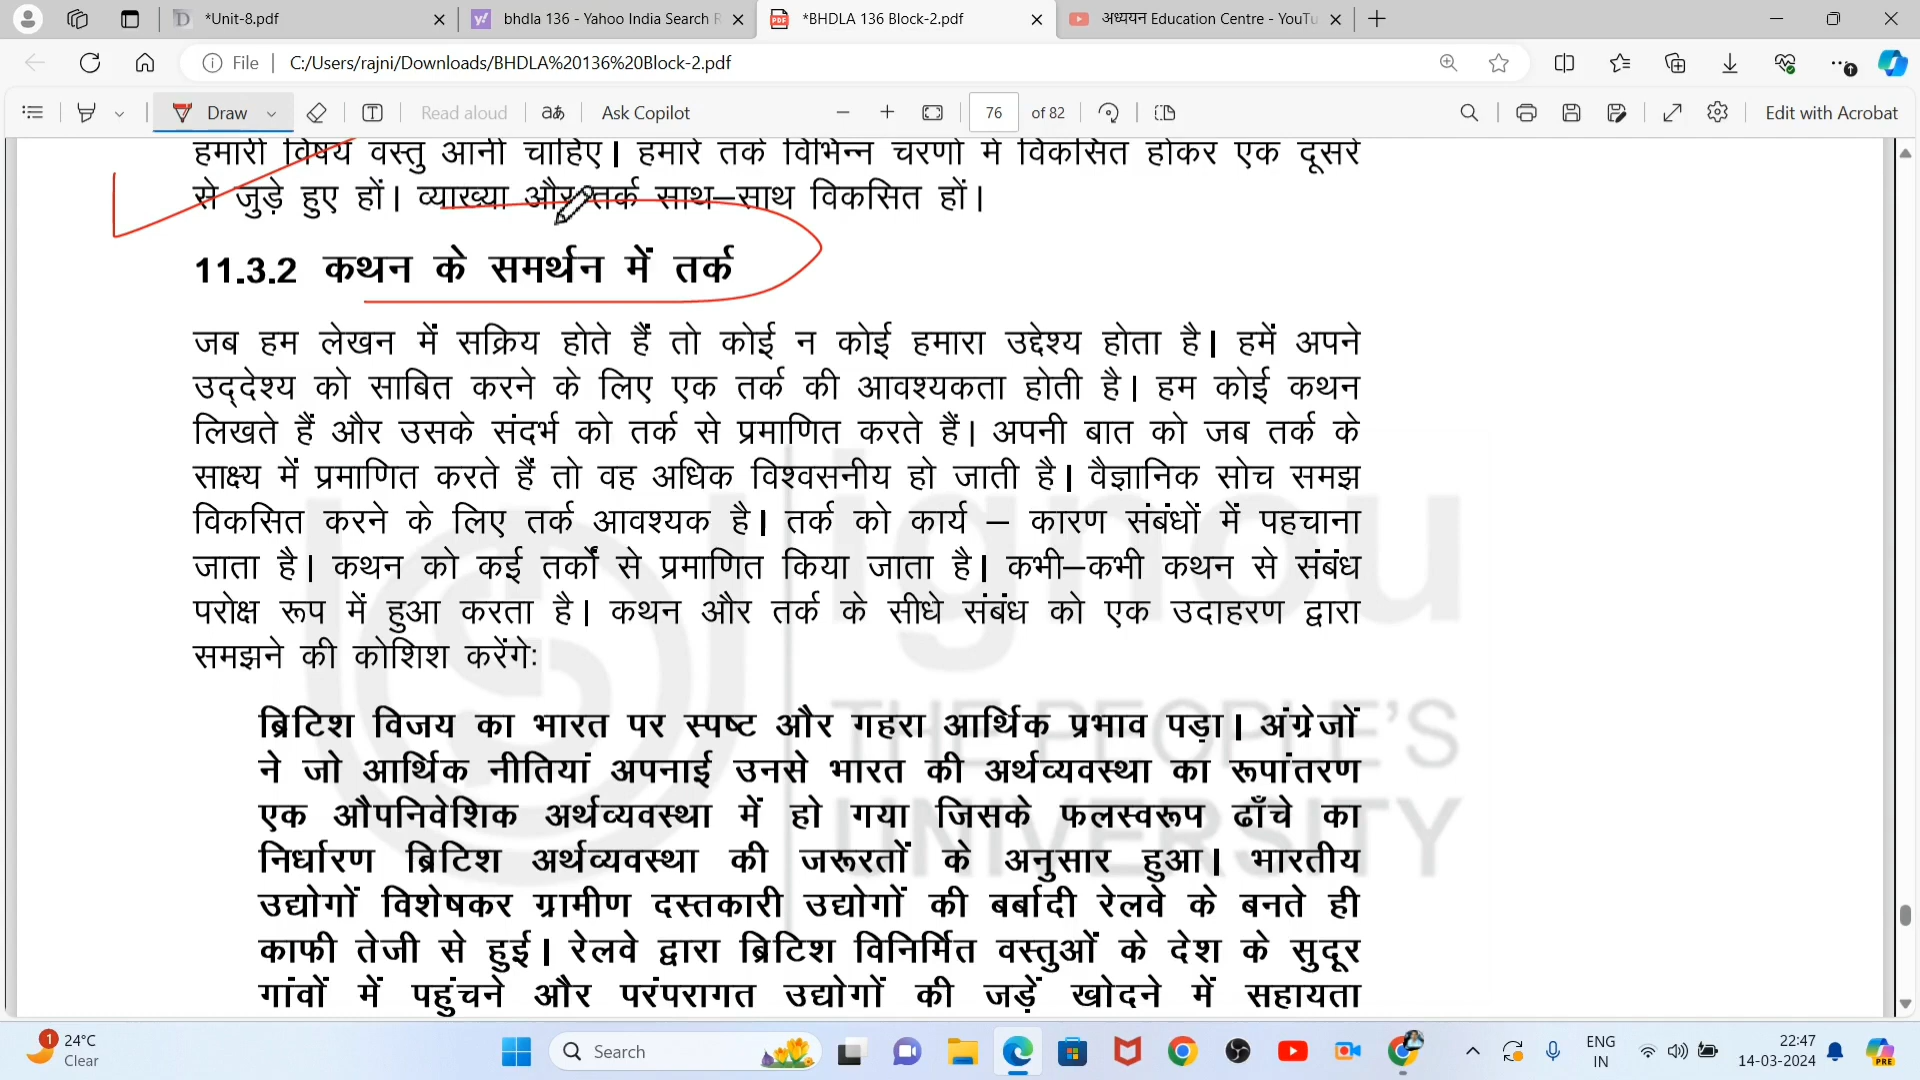 *Unit-8.pdf
bhdla 136 - Yahoo India Search R
*BHDLA 136 Block-2.pdf
अध्ययन Education Centre - YouTu
File
C:/Users/rajni/Downloads/BHDLA%20136%20Block-2.pdf
Draw
Read aloud
aあ
Ask Copilot
76
of 82
Edit with Acrobat
हमारी विषय वस्तु आनी चाहिए। हमारे तर्क विभिन्न चरणों में विकसित होकर एक दूसरे
से जुड़े हुए हों। व्याख्या और तर्क साथ–साथ विकसित हों।
11.3.2 कथन के समर्थन में तर्क
जब हम लेखन में सक्रिय होते हैं तो कोई न कोई हमारा उद्देश्य होता है। हमें अपने
उद्देश्य को साबित करने के लिए एक तर्क की आवश्यकता होती है। हम कोई कथन
लिखते हैं और उसके संदर्भ को तर्क से प्रमाणित करते हैं। अपनी बात को जब तर्क के
साक्ष्य में प्रमाणित करते हैं तो वह अधिक विश्वसनीय हो जाती है। वैज्ञानिक सोच समझ
विकसित करने के लिए तर्क आवश्यक है। तर्क को कार्य – कारण संबंधों में पहचाना
जाता है। कथन को कई तर्कों से प्रमाणित किया जाता है। कभी–कभी कथन से संबंध
परोक्ष रूप में हुआ करता है। कथन और तर्क के सीधे संबंध को एक उदाहरण द्वारा
समझने की कोशिश करेंगे:
ब्रिटिश विजय का भारत पर स्पष्ट और गहरा आर्थिक प्रभाव पड़ा। अंग्रेजों
ने जो आर्थिक नीतियां अपनाई उनसे भारत की अर्थव्यवस्था का रूपांतरण
एक औपनिवेशिक अर्थव्यवस्था में हो गया जिसके फलस्वरूप ढाँचे का
निर्धारण ब्रिटिश अर्थव्यवस्था की जरूरतों के अनुसार हुआ। भारतीय
उद्योगों विशेषकर ग्रामीण दस्तकारी उद्योगों की बर्बादी रेलवे के बनते ही
काफी तेजी से हुई। रेलवे द्वारा ब्रिटिश विनिर्मित वस्तुओं के देश के सुदूर
गांवों में पहुंचने और परंपरागत उद्योगों की जड़ें खोदने में सहायता
ignou
THE PEOPLE'S
UNIVERSITY
1
24°C
Clear
Search
ENG
IN
22:47
14-03-2024
PRE